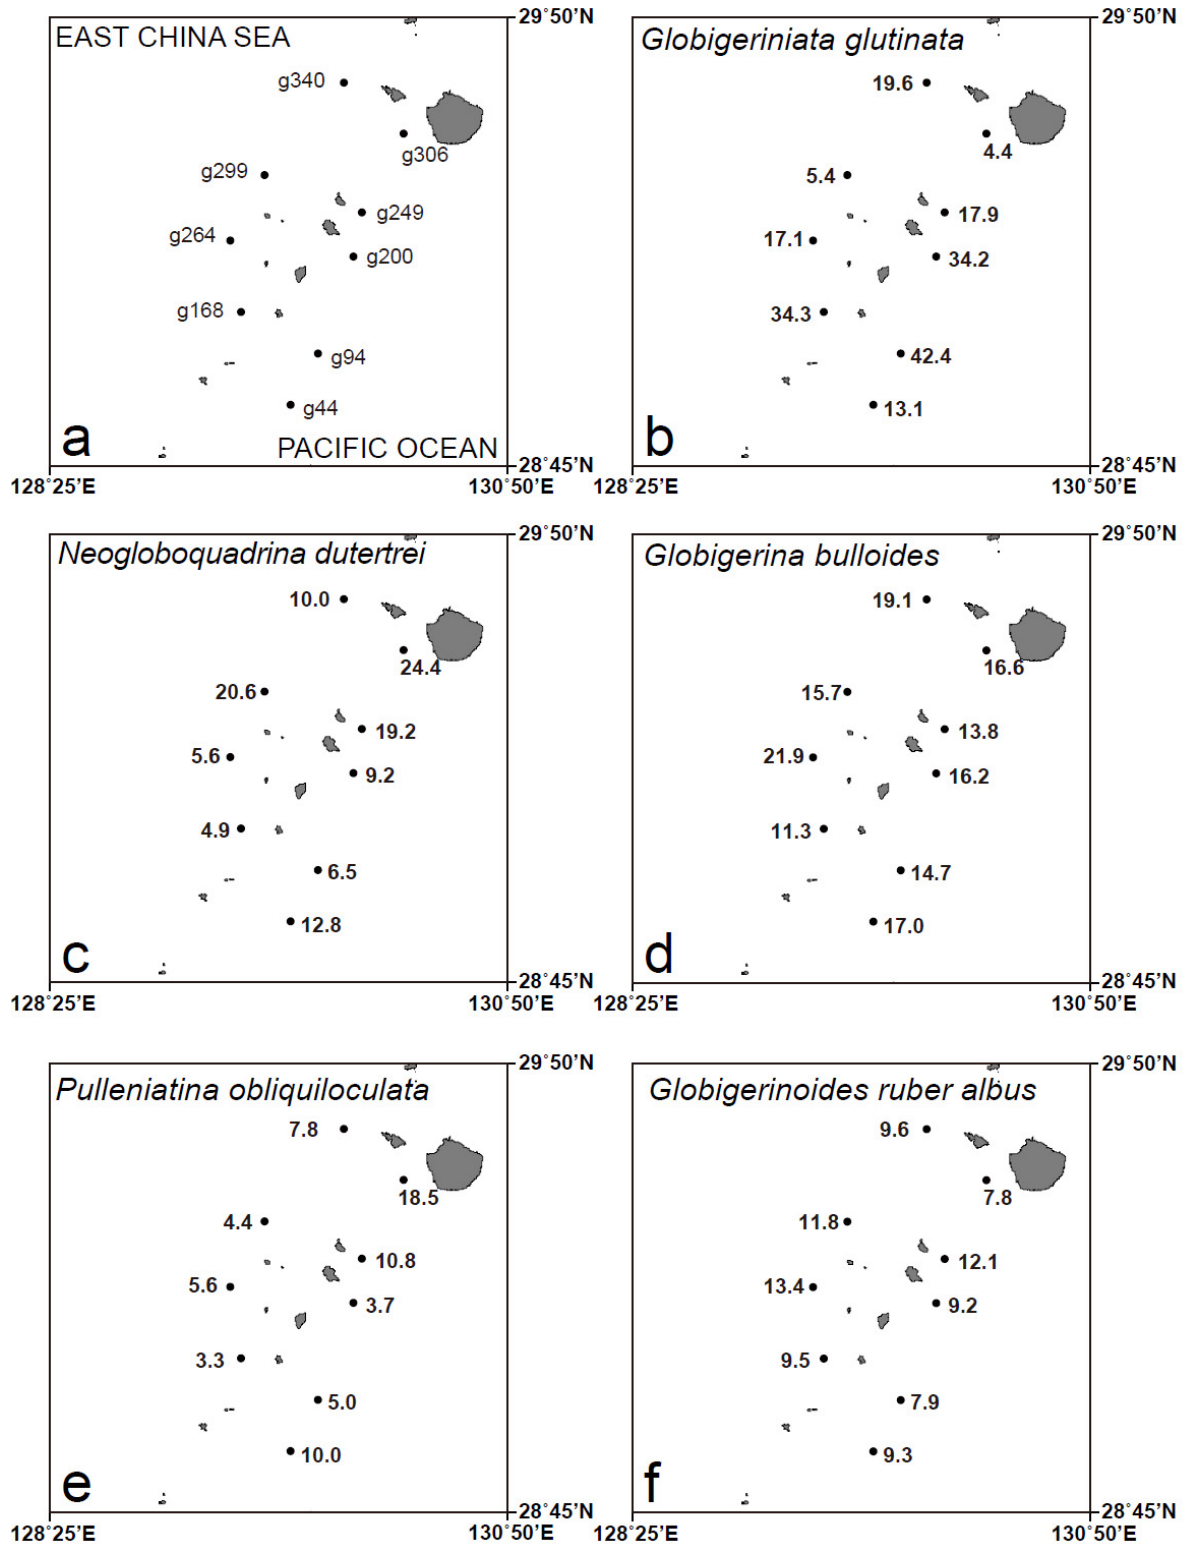 EAST CHINA SEA
29°50'N
g340
g306
g299
g249
g264
g200
g168
g94
g44
a
PACIFIC OCEAN
28°45'N
128°25'E
130°50'E
Globigeriniata glutinata
29°50'N
19.6
4.4
5.4
17.9
17.1
34.2
34.3
42.4
13.1
b
28°45'N
128°25'E
130°50'E
Neogloboquadrina dutertrei
29°50'N
10.0
24.4
20.6
19.2
5.6
9.2
4.9
6.5
12.8
c
28°45'N
128°25'E
130°50'E
Globigerina bulloides
29°50'N
19.1
16.6
15.7
13.8
21.9
16.2
11.3
14.7
17.0
d
28°45'N
128°25'E
130°50'E
Pulleniatina obliquiloculata
29°50'N
7.8
18.5
4.4
10.8
5.6
3.7
3.3
5.0
10.0
e
28°45'N
128°25'E
130°50'E
Globigerinoides ruber albus
29°50'N
9.6
7.8
11.8
12.1
13.4
9.2
9.5
7.9
9.3
f
28°45'N
128°25'E
130°50'E